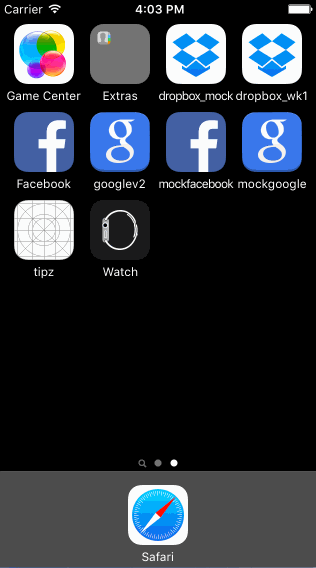 Carrier 4:03 PM
Game Center Extras dropbox_mock dropbox_wk1
Facebook googlev2 mockfacebook mockgoogle
tipz Watch
Safari